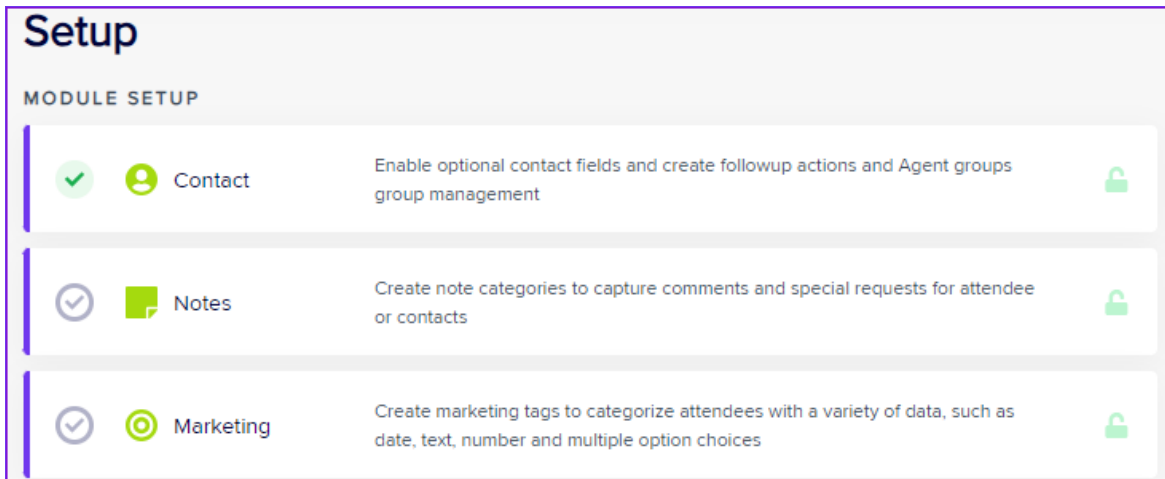 Setup
MODULE SETUP
Contact
Enable optional contact fields and create followup actions and Agent groups
group management
Notes
Create note categories to capture comments and special requests for attendee
or contacts
Marketing
Create marketing tags to categorize attendees with a variety of data, such as
date, text, number and multiple option choices